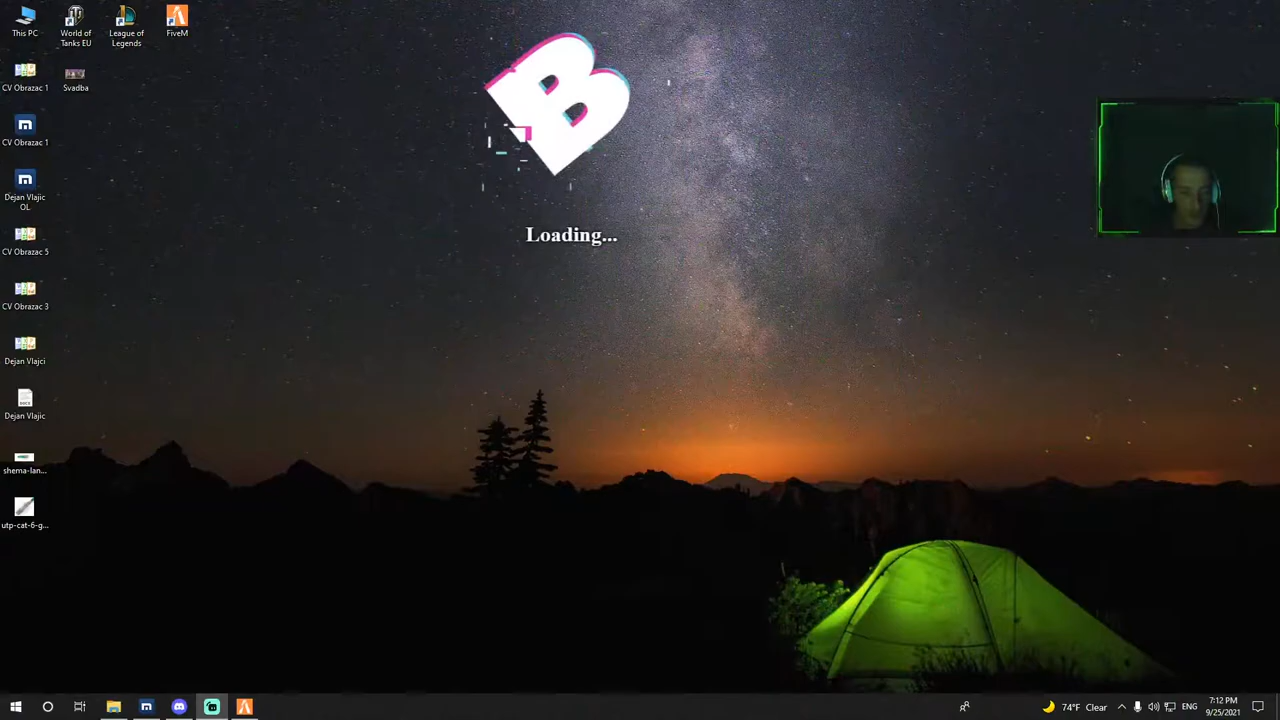 This PC
World of
Tanks EU
League of
Legends
FiveM
CV Obrazac 1
Svadba
CV Obrazac 1
Dejan Vlajic
OL
CV Obrazac 5
CV Obrazac 3
Dejan Vlajci
Dejan Vlajic
shema-lan...
utp-cat-6-g...
B
Loading...
74°F Clear
ENG
7:12 PM
9/25/2021